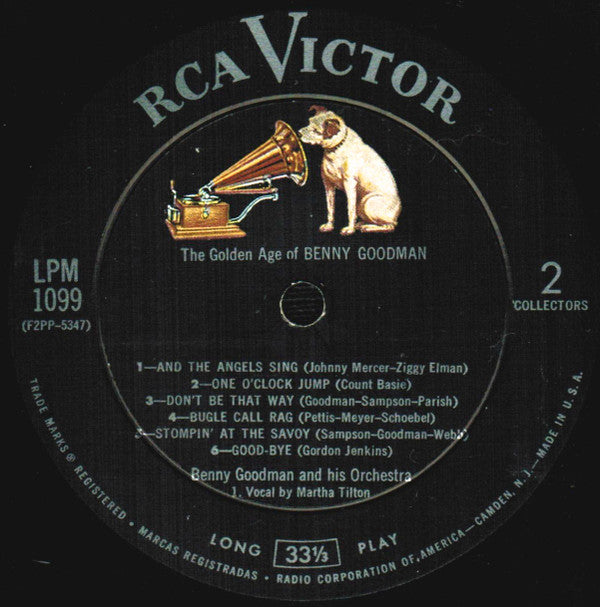 RCA VICTOR
The Golden Age of BENNY GOODMAN
LPM
1099
(F2PP-5347)
2
COLLECTORS
1—AND THE ANGELS SING (Johnny Mercer-Ziggy Elman)
2—ONE O'CLOCK JUMP (Count Basie)
3—DON'T BE THAT WAY (Goodman-Sampson-Parish)
4—BUGLE CALL RAG (Pettis-Meyer-Schoebel)
5—STOMPIN' AT THE SAVOY (Sampson-Goodman-Webb)
6—GOOD-BYE (Gordon Jenkins)
Benny Goodman and his Orchestra
1. Vocal by Martha Tilton
LONG 33⅓ PLAY
TRADE MARKS ® REGISTERED • MARCAS REGISTRADAS • RADIO CORPORATION OF AMERICA—CAMDEN, N. J.—MADE IN U.S.A.